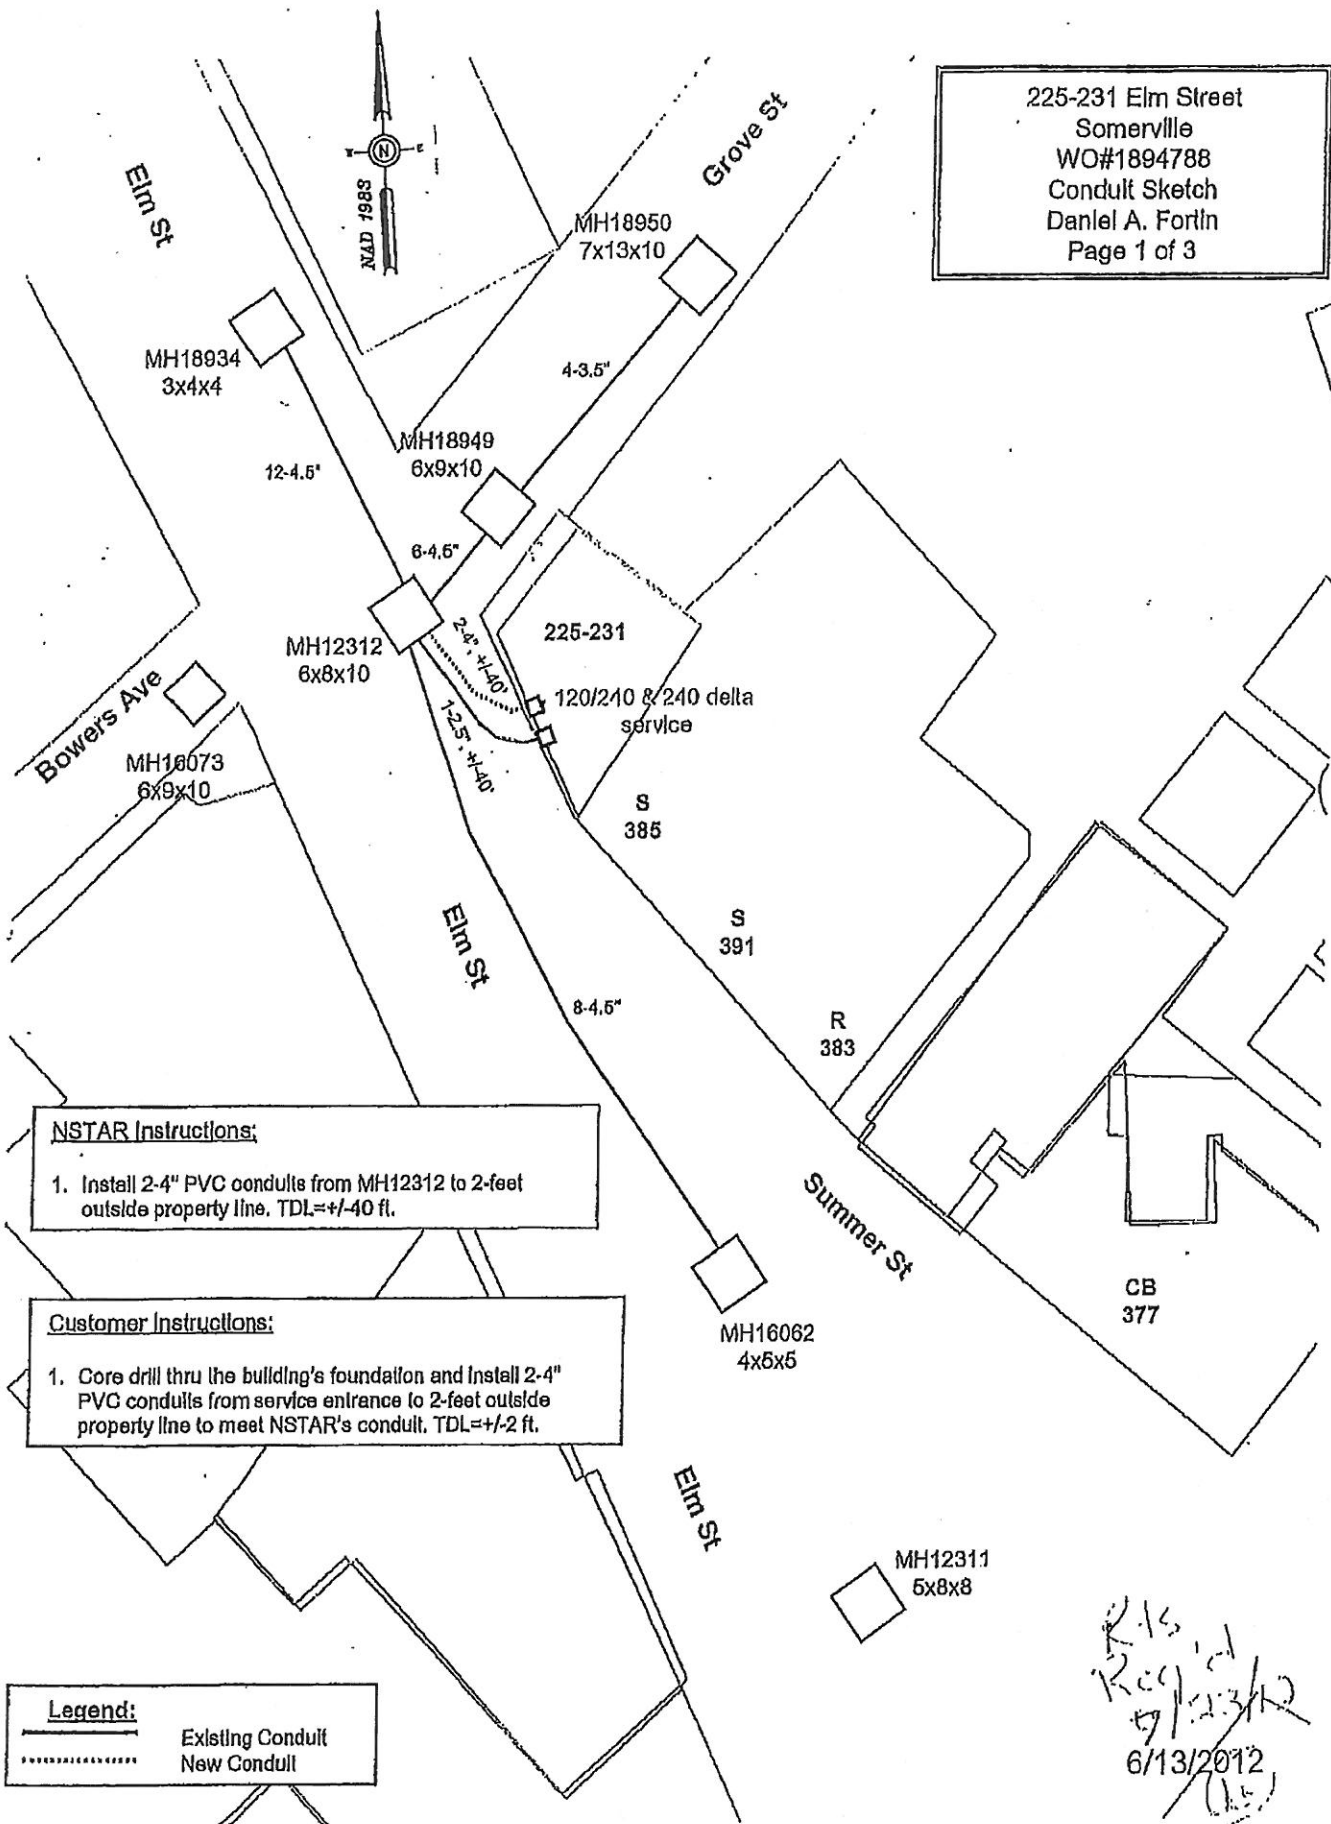 225-231 Elm Street
Somerville
WO#1894788
Conduit Sketch
Daniel A. Fortin
Page 1 of 3
Elm St
N
E
NAD 1983
Grove St
MH18950
7x13x10
MH18934
3x4x4
4-3.5"
MH18949
6x9x10
12-4.5"
6-4.5"
MH12312
6x8x10
2-4", +/-40'
225-231
120/240 & 240 delta
service
1-2.5", +/-40'
Bowers Ave
MH16073
6x9x10
S
385
Elm St
S
391
8-4.5"
R
383
NSTAR Instructions:
1. Install 2-4" PVC conduits from MH12312 to 2-feet
outside property line. TDL=+/-40 ft.
Summer St
CB
377
Customer Instructions:
1. Core drill thru the building's foundation and install 2-4"
PVC conduits from service entrance to 2-feet outside
property line to meet NSTAR's conduit. TDL=+/-2 ft.
MH16062
4x5x5
Elm St
MH12311
5x8x8
Legend:
Existing Conduit
New Conduit
6/13/2012